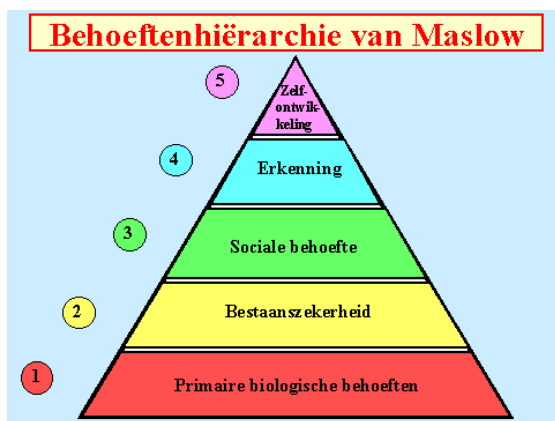 Behoeftenhiërarchie van Maslow
5
Zelf-
ontwik-
keling
4
Erkenning
3
Sociale behoefte
2
Bestaanszekerheid
1
Primaire biologische behoeften